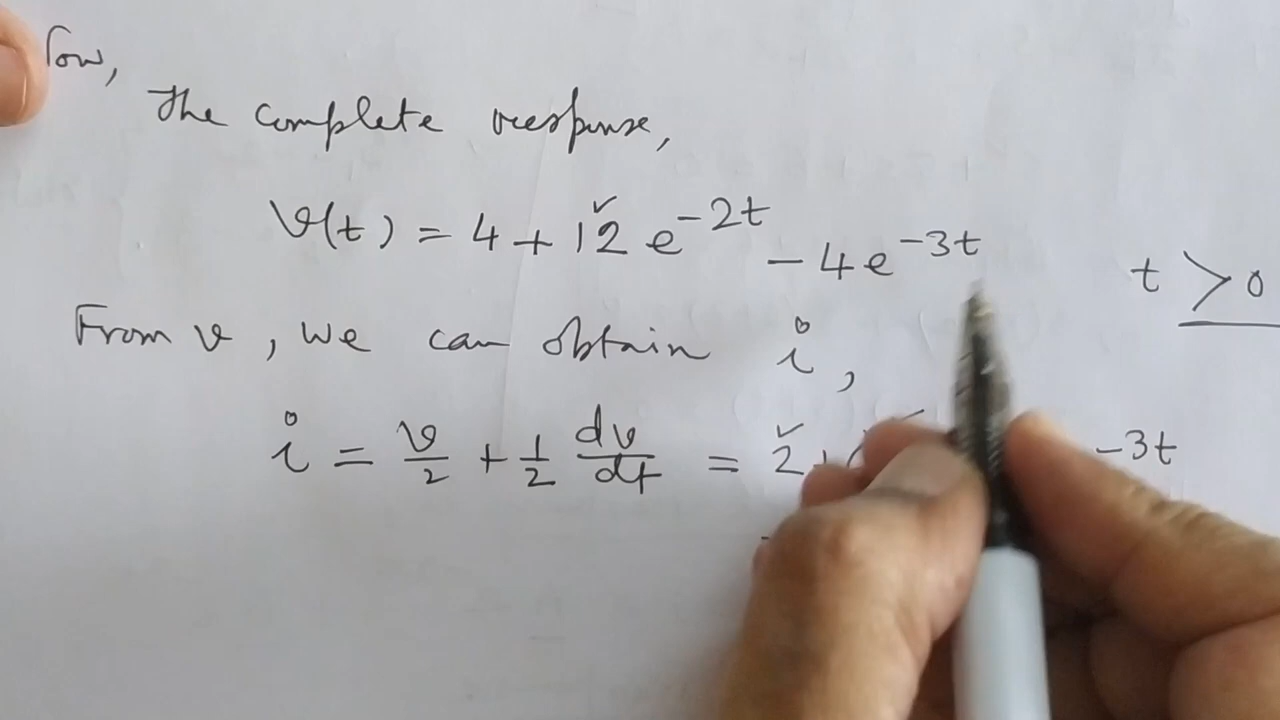 Now,
The complete response,
v(t) = 4 + 12 e^{-2t} - 4e^{-3t} t > 0
From v, we can obtain i,
i = v/2 + 1/2 dv/dt = 2 + -3t